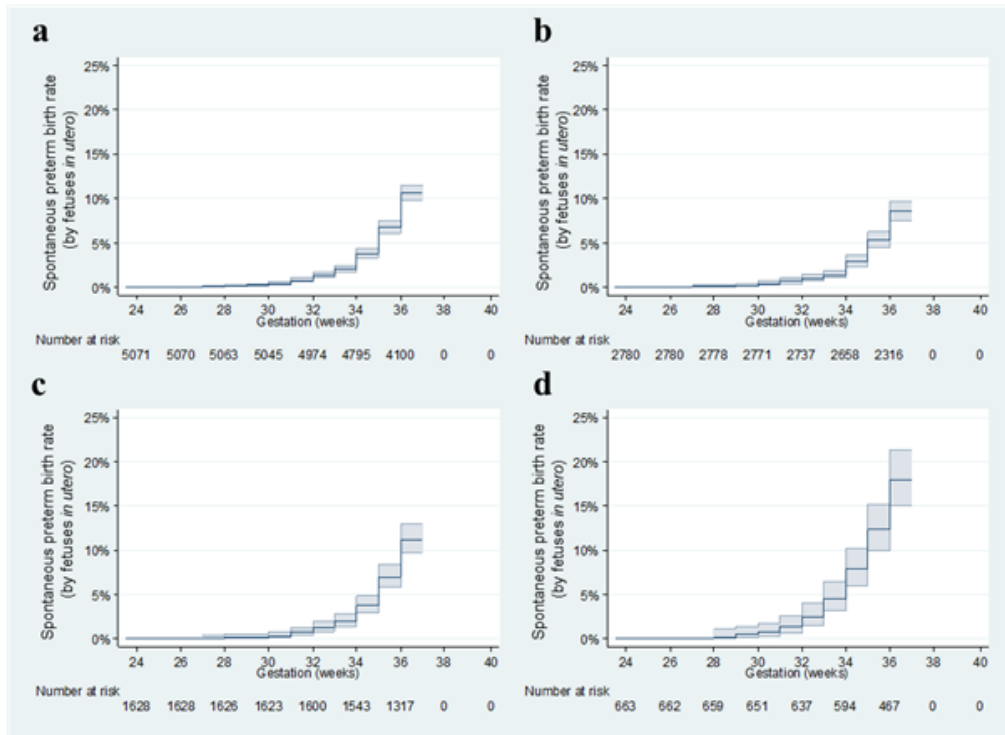 a
Spontaneous preterm birth rate
(by fetuses in utero)
25%
20%
15%
10%
5%
0%
24 26 28 30 32 34 36 38 40
Gestation (weeks)
Number at risk
5071 5070 5063 5045 4974 4795 4100 0 0
b
Spontaneous preterm birth rate
(by fetuses in utero)
25%
20%
15%
10%
5%
0%
24 26 28 30 32 34 36 38 40
Gestation (weeks)
Number at risk
2780 2780 2778 2771 2737 2658 2316 0 0
c
Spontaneous preterm birth rate
(by fetuses in utero)
25%
20%
15%
10%
5%
0%
24 26 28 30 32 34 36 38 40
Gestation (weeks)
Number at risk
1628 1628 1626 1623 1600 1543 1317 0 0
d
Spontaneous preterm birth rate
(by fetuses in utero)
25%
20%
15%
10%
5%
0%
24 26 28 30 32 34 36 38 40
Gestation (weeks)
Number at risk
663 662 659 651 637 594 467 0 0